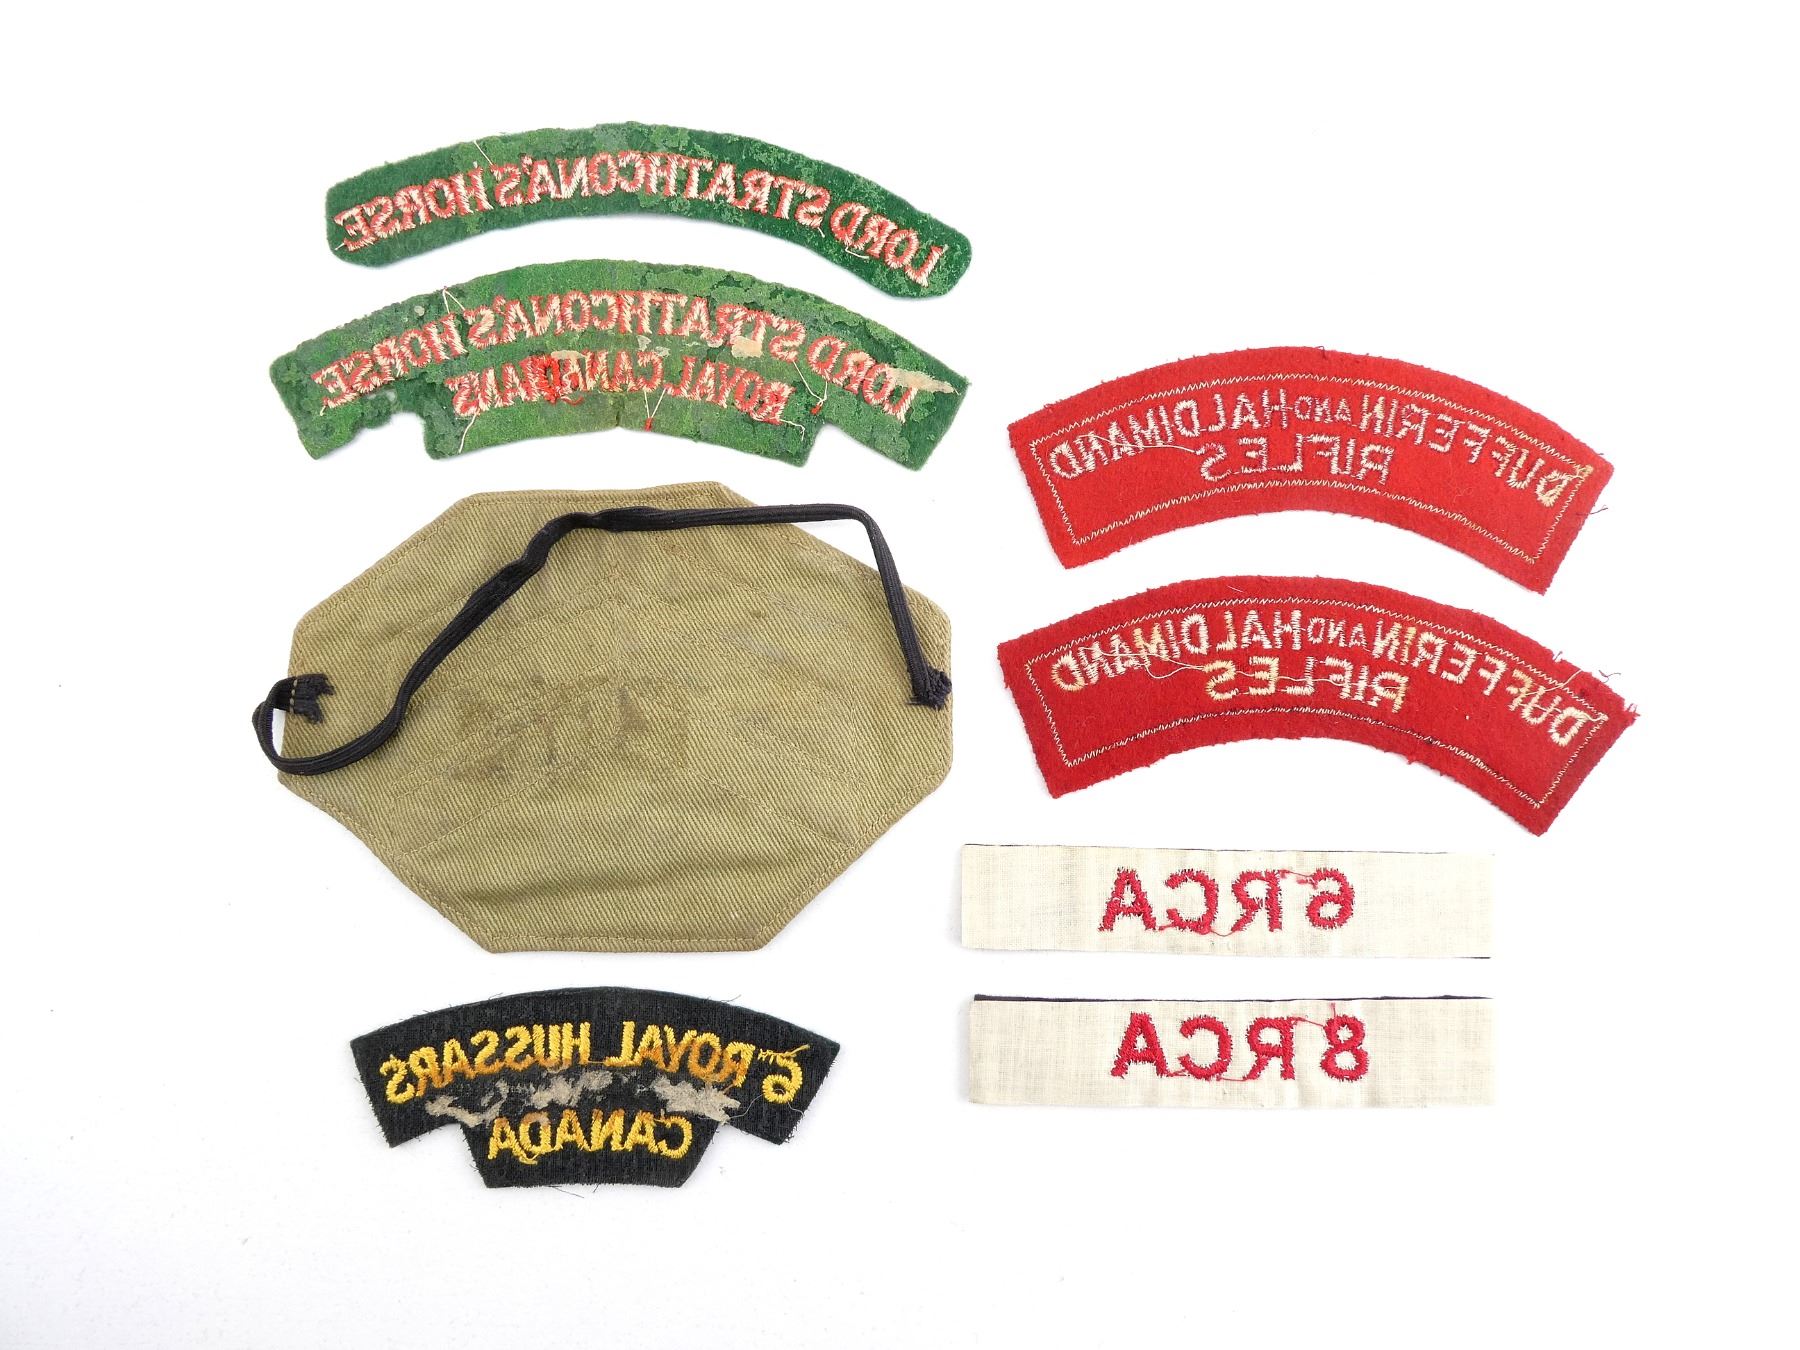 LORD STRATHCONA'S HORSE
LORD STRATHCONA'S HORSE
ROYAL CANADIANS
DUFFERIN AND HALDIMAND
RIFLES
DUFFERIN AND HALDIMAND
RIFLES
6 RCA
8 RCA
6TH ROYAL HUSSARS
CANADA